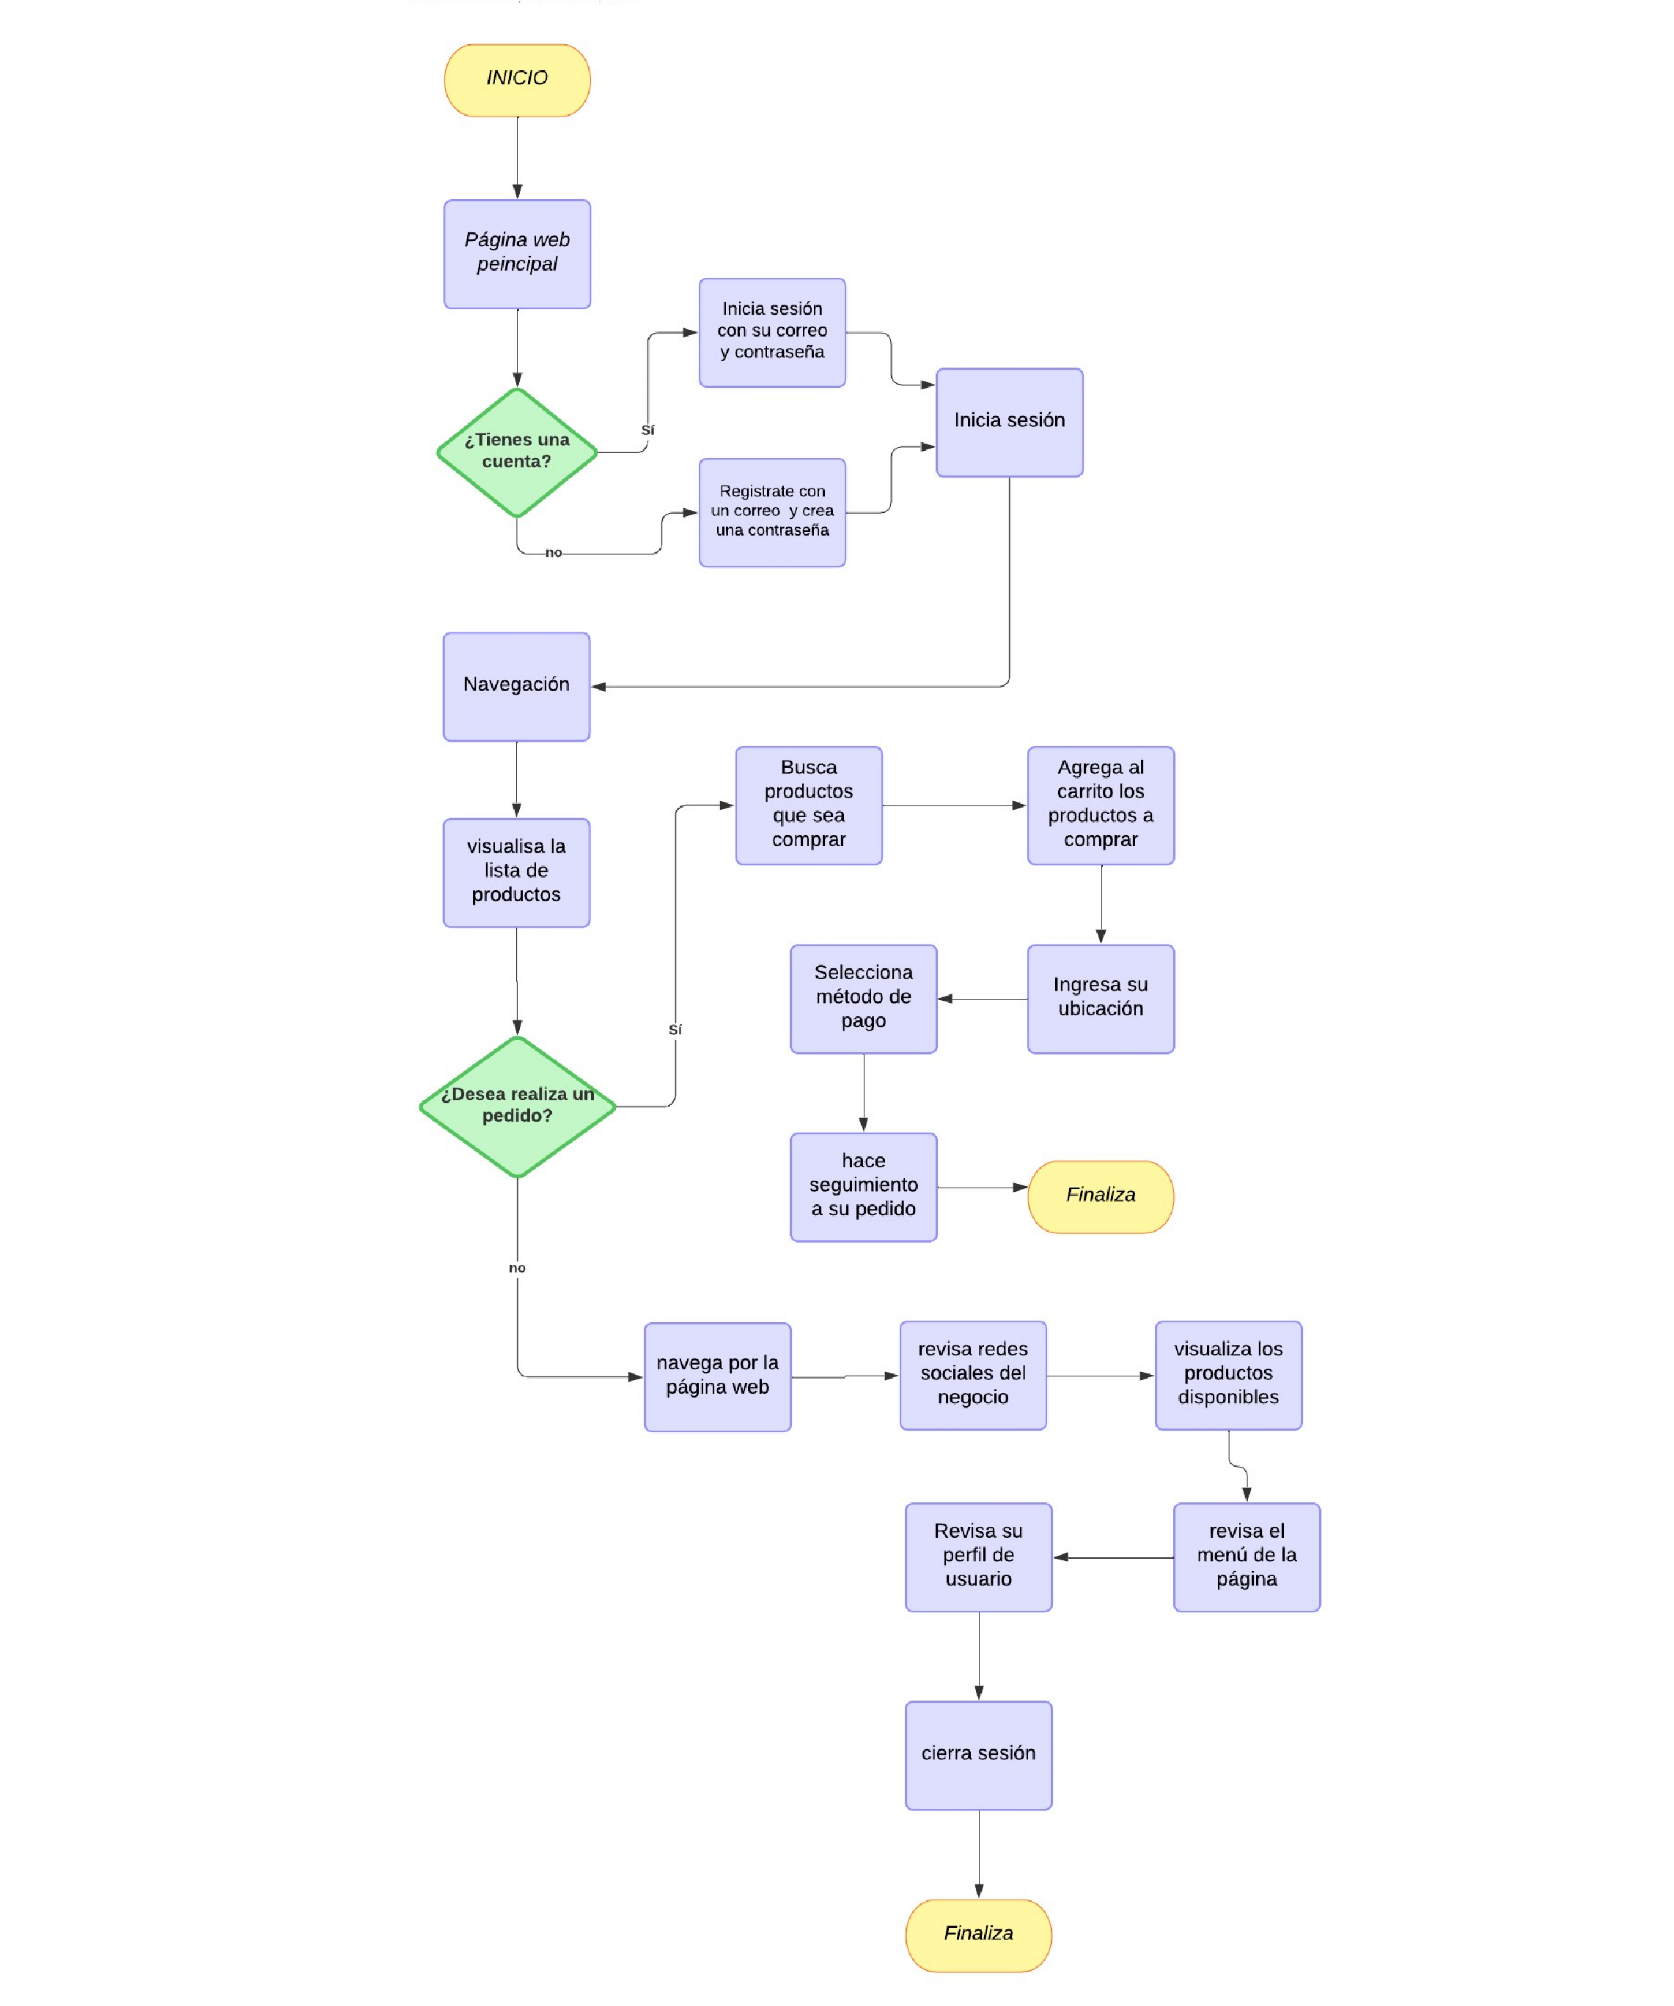 INICIO
Página web
peincipal
Inicia sesión
con su correo
y contraseña
Inicia sesión
¿Tienes una
cuenta?
Sí
Registrate con
un correo y crea
una contraseña
no
Navegación
Busca
productos
que sea
comprar
Agrega al
carrito los
productos a
comprar
visualisa la
lista de
productos
Selecciona
método de
pago
Ingresa su
ubicación
Sí
¿Desea realiza un
pedido?
hace
seguimiento
a su pedido
Finaliza
no
navega por la
página web
revisa redes
sociales del
negocio
visualiza los
productos
disponibles
Revisa su
perfil de
usuario
revisa el
menú de la
página
cierra sesión
Finaliza